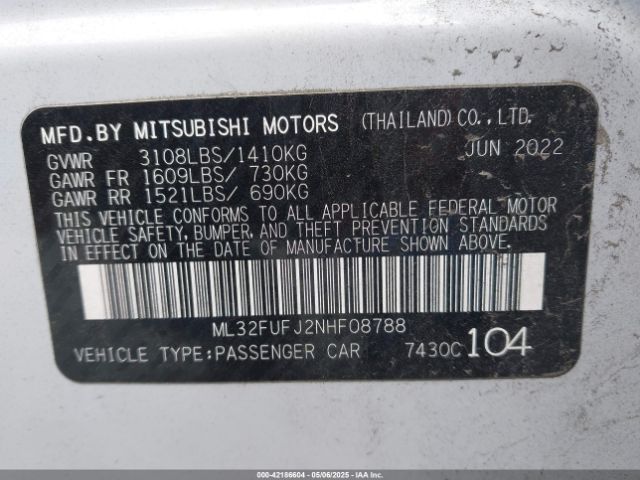 MFD.BY MITSUBISHI MOTORS (THAILAND) CO., LTD.
GVWR 3108LBS/1410KG JUN 2022
GAWR FR 1609LBS/ 730KG
GAWR RR 1521LBS/ 690KG
THIS VEHICLE CONFORMS TO ALL APPLICABLE FEDERAL MOTOR
VEHICLE SAFETY, BUMPER, AND THEFT PREVENTION STANDARDS
IN EFFECT ON THE DATE OF MANUFACTURE SHOWN ABOVE.
ML32FUFJ2NHF08788
VEHICLE TYPE:PASSENGER CAR 7430C 104
000-42186604 - 05/06/2025 - IAAI.COM